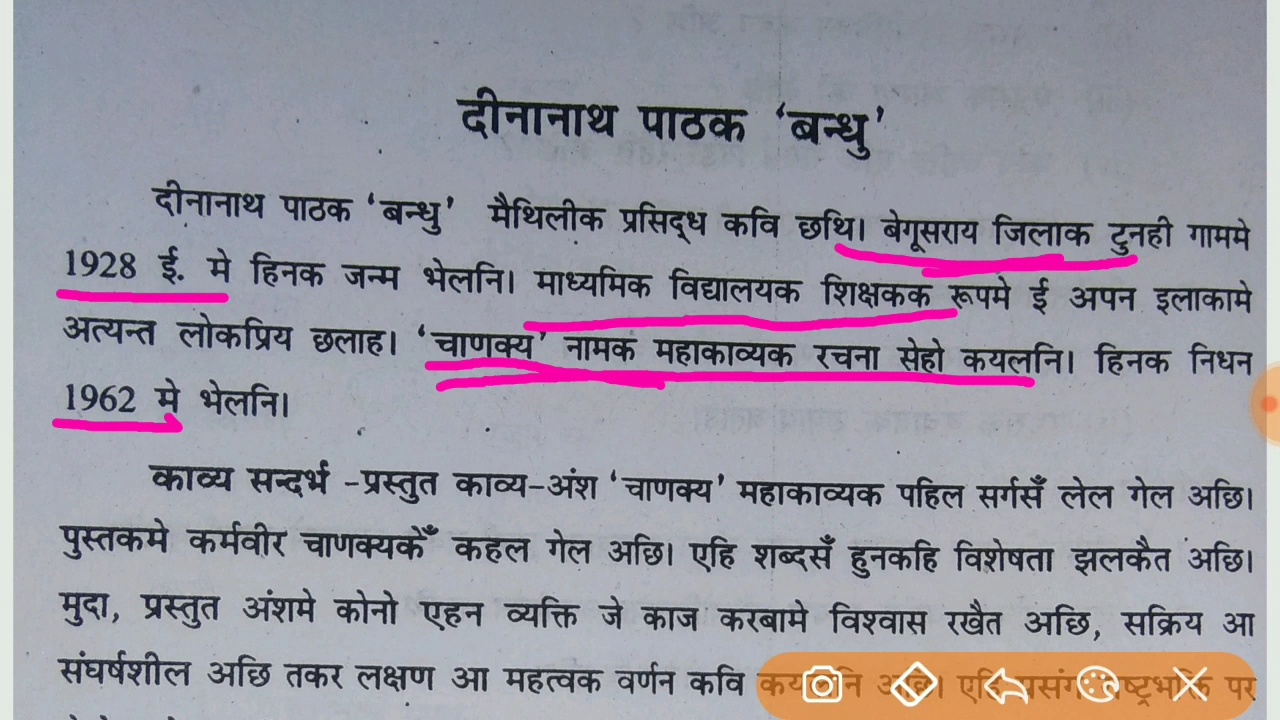 दीनानाथ पाठक ‘बन्धु’
दीनानाथ पाठक ‘बन्धु’ मैथिलीक प्रसिद्ध कवि छथि। बेगूसराय जिलाक टुनही गाममे
1928 ई. मे हिनक जन्म भेलनि। माध्यमिक विद्यालयक शिक्षकक रूपमे ई अपन इलाकामे
अत्यन्त लोकप्रिय छलाह। ‘चाणक्य’ नामक महाकाव्यक रचना सेहो कयलनि। हिनक निधन
1962 मे भेलनि।
काव्य सन्दर्भ -प्रस्तुत काव्य-अंश ‘चाणक्य’ महाकाव्यक पहिल सर्गसँ लेल गेल अछि।
पुस्तकमे कर्मवीर चाणक्यकेँ कहल गेल अछि। एहि शब्दसँ हुनकहि विशेषता झलकैत अछि।
मुदा, प्रस्तुत अंशमे कोनो एहन व्यक्ति जे काज करबामे विश्वास रखैत अछि, सक्रिय आ
संघर्षशील अछि तकर लक्षण आ महत्वक वर्णन कवि पर